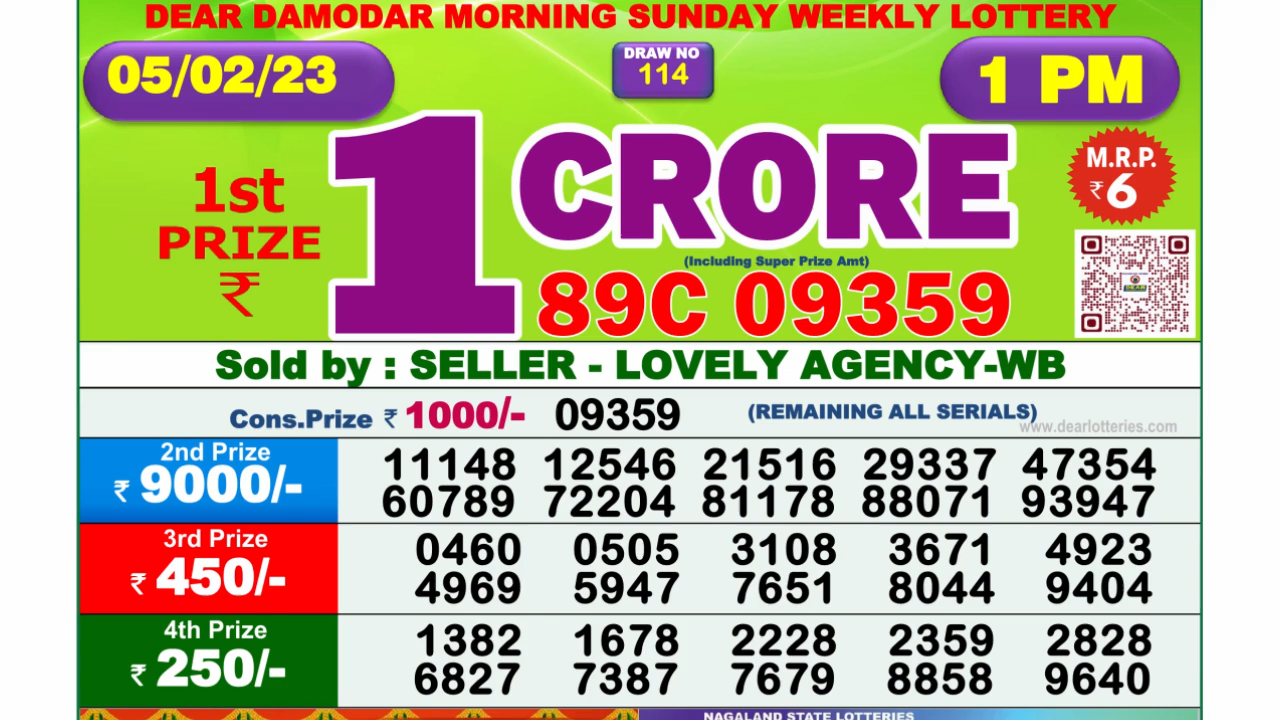 DEAR DAMODAR MORNING SUNDAY WEEKLY LOTTERY
05/02/23
DRAW NO
114
1 PM
1st
PRIZE
₹
1 CRORE
(Including Super Prize Amt)
89C 09359
M.R.P.
₹6
DEAR
Sold by : SELLER - LOVELY AGENCY-WB
Cons.Prize ₹ 1000/- 09359 (REMAINING ALL SERIALS)
www.dearlotteries.com
2nd Prize
₹ 9000/-
11148 12546 21516 29337 47354
60789 72204 81178 88071 93947
3rd Prize
₹ 450/-
0460 0505 3108 3671 4923
4969 5947 7651 8044 9404
4th Prize
₹ 250/-
1382 1678 2228 2359 2828
6827 7387 7679 8858 9640
NAGALAND STATE LOTTERIES